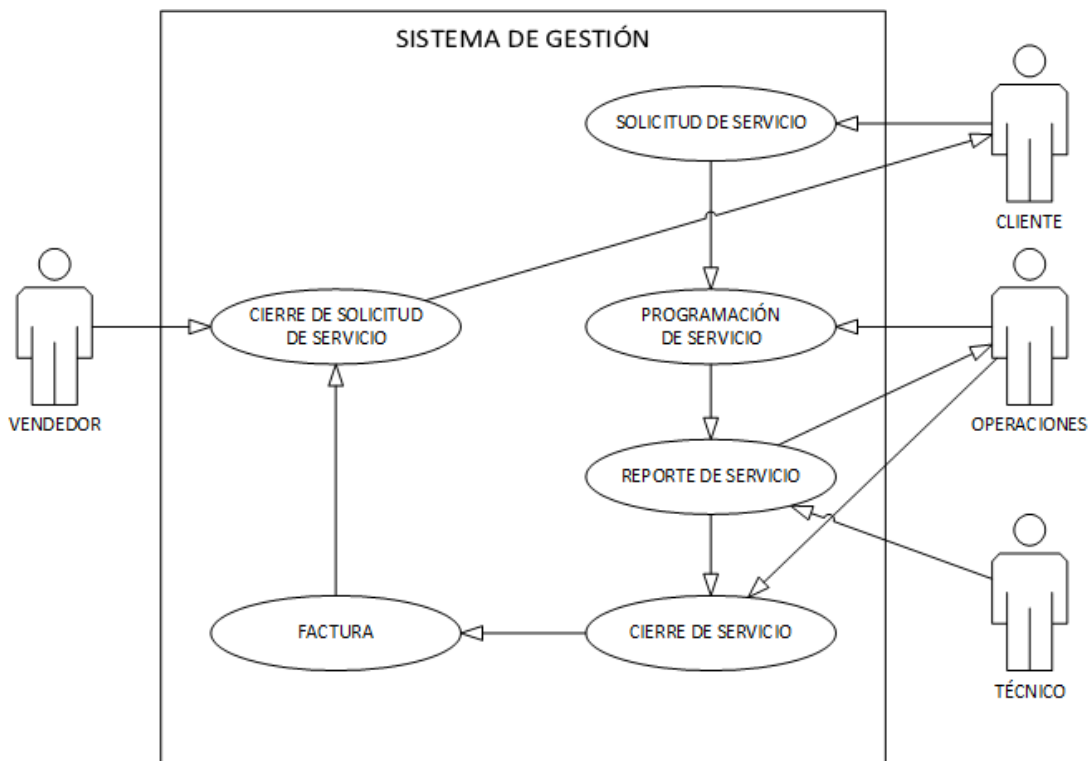 SISTEMA DE GESTIÓN
SOLICITUD DE SERVICIO
CLIENTE
CIERRE DE SOLICITUD
DE SERVICIO
PROGRAMACIÓN
DE SERVICIO
VENDEDOR
OPERACIONES
REPORTE DE SERVICIO
FACTURA
CIERRE DE SERVICIO
TÉCNICO